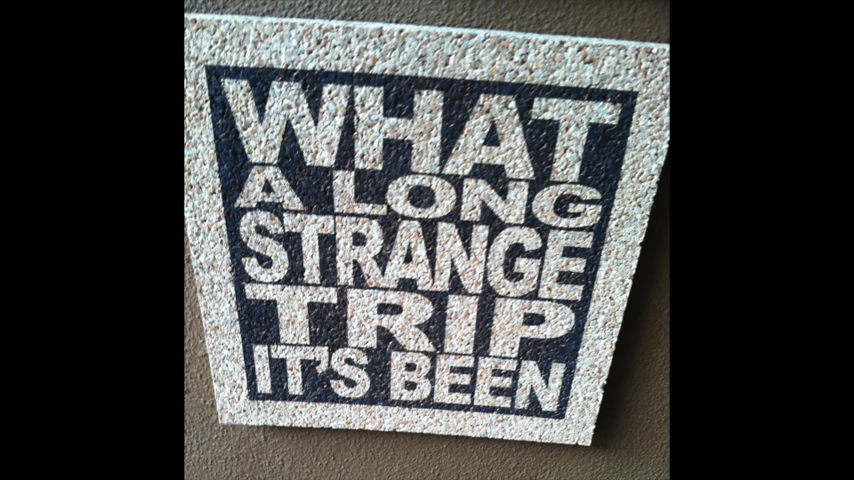 WHAT
A LONG
STRANGE
TRIP
IT'S BEEN